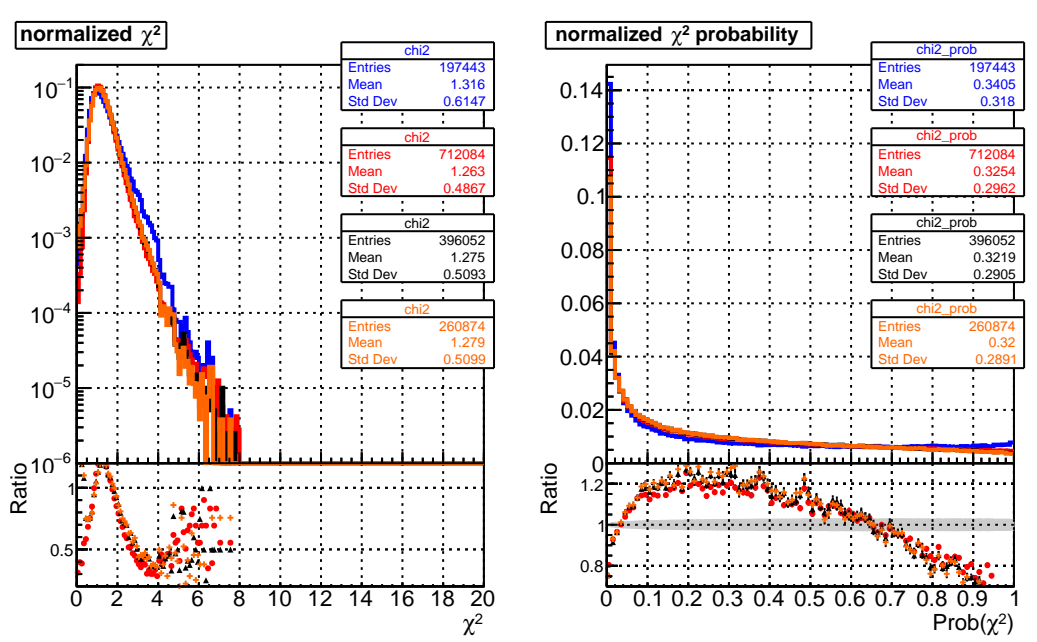 normalized χ²
chi2
Entries 197443
Mean 1.316
Std Dev 0.6147
chi2
Entries 712084
Mean 1.263
Std Dev 0.4867
chi2
Entries 396052
Mean 1.275
Std Dev 0.5093
chi2
Entries 260874
Mean 1.279
Std Dev 0.5099
10⁻¹
10⁻²
10⁻³
10⁻⁴
10⁻⁵
10⁻⁶
Ratio
1
0.5
0 2 4 6 8 10 12 14 16 18 20
χ²
normalized χ² probability
chi2_prob
Entries 197443
Mean 0.3405
Std Dev 0.318
chi2_prob
Entries 712084
Mean 0.3254
Std Dev 0.2962
chi2_prob
Entries 396052
Mean 0.3219
Std Dev 0.2905
chi2_prob
Entries 260874
Mean 0.32
Std Dev 0.2891
0.14
0.12
0.1
0.08
0.06
0.04
0.02
0
Ratio
1.2
1
0.8
0 0.1 0.2 0.3 0.4 0.5 0.6 0.7 0.8 0.9 1
Prob(χ²)